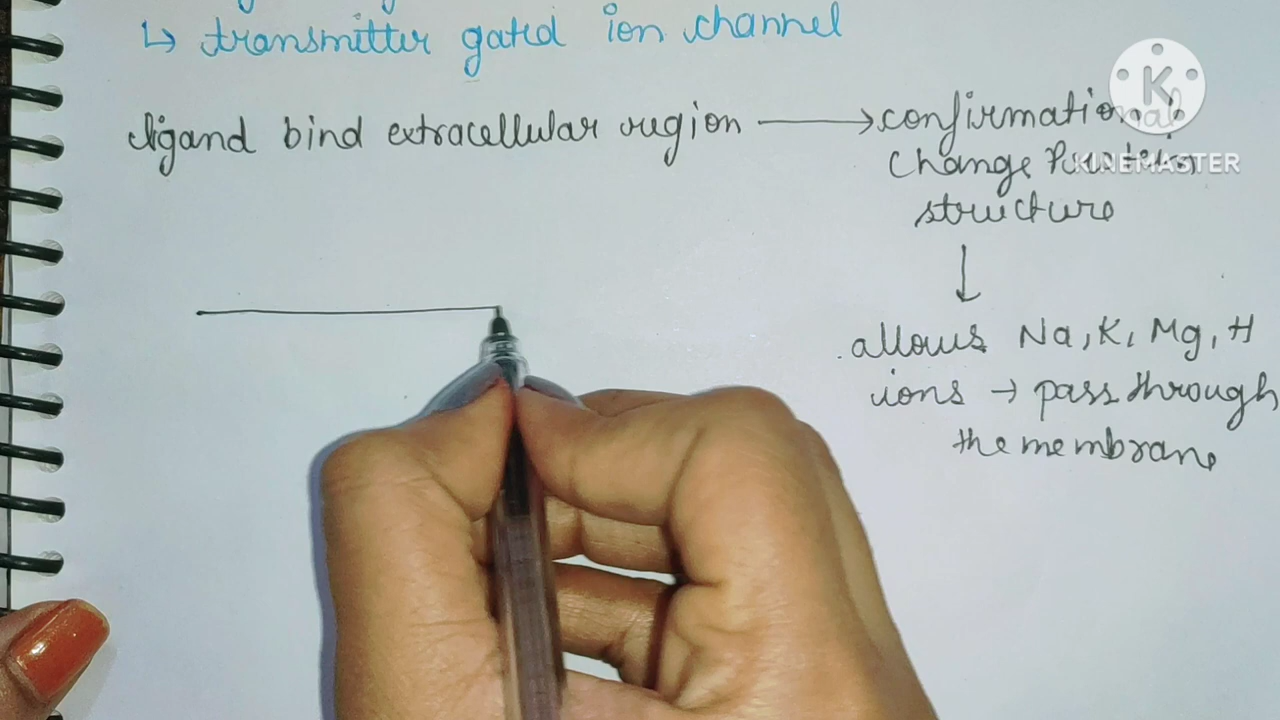 ↳ transmitter gated ion channel
ligand bind extracellular region → confirmational
change Protein
structure
↓
allows Na, K, Mg, H
ions → pass through
the membrane
K
KINEMASTER